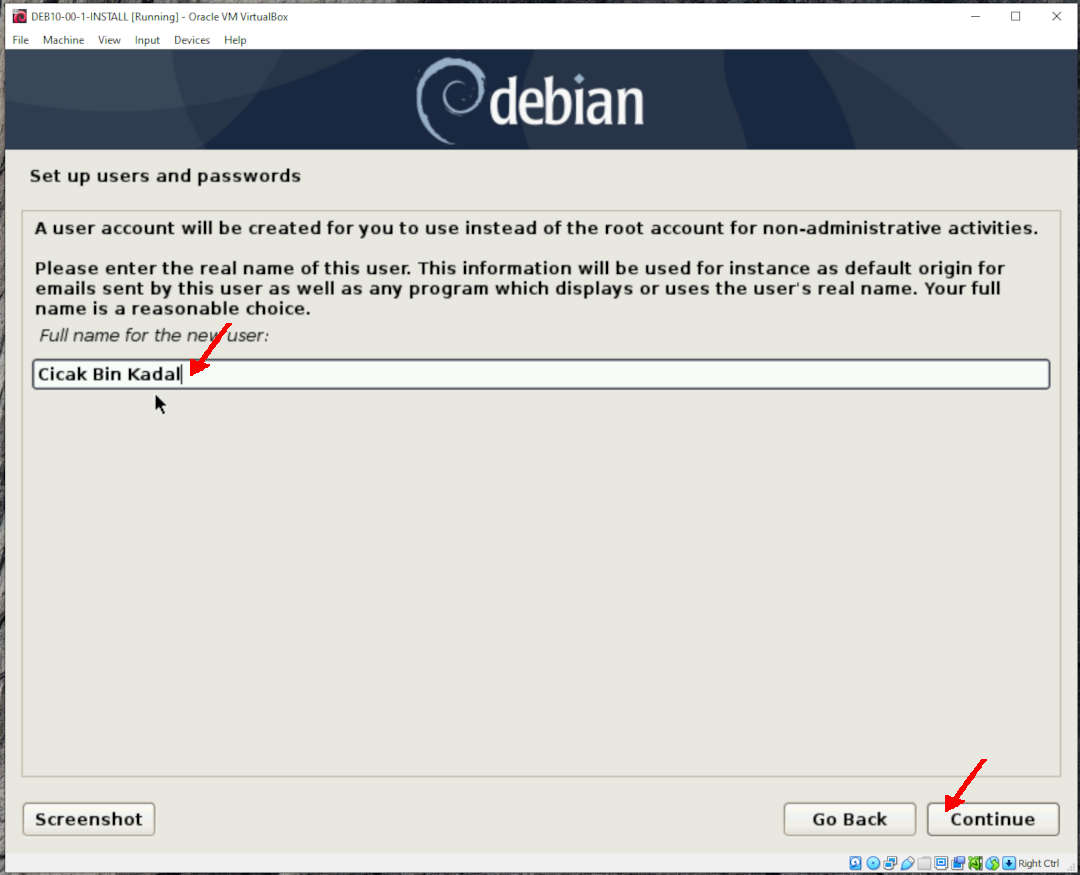 DEB10-00-1-INSTALL [Running] - Oracle VM VirtualBox
File Machine View Input Devices Help
debian
Set up users and passwords
A user account will be created for you to use instead of the root account for non-administrative activities.
Please enter the real name of this user. This information will be used for instance as default origin for
emails sent by this user as well as any program which displays or uses the user's real name. Your full
name is a reasonable choice.
Full name for the new user:
Cicak Bin Kadal
Screenshot Go Back Continue
Right Ctrl